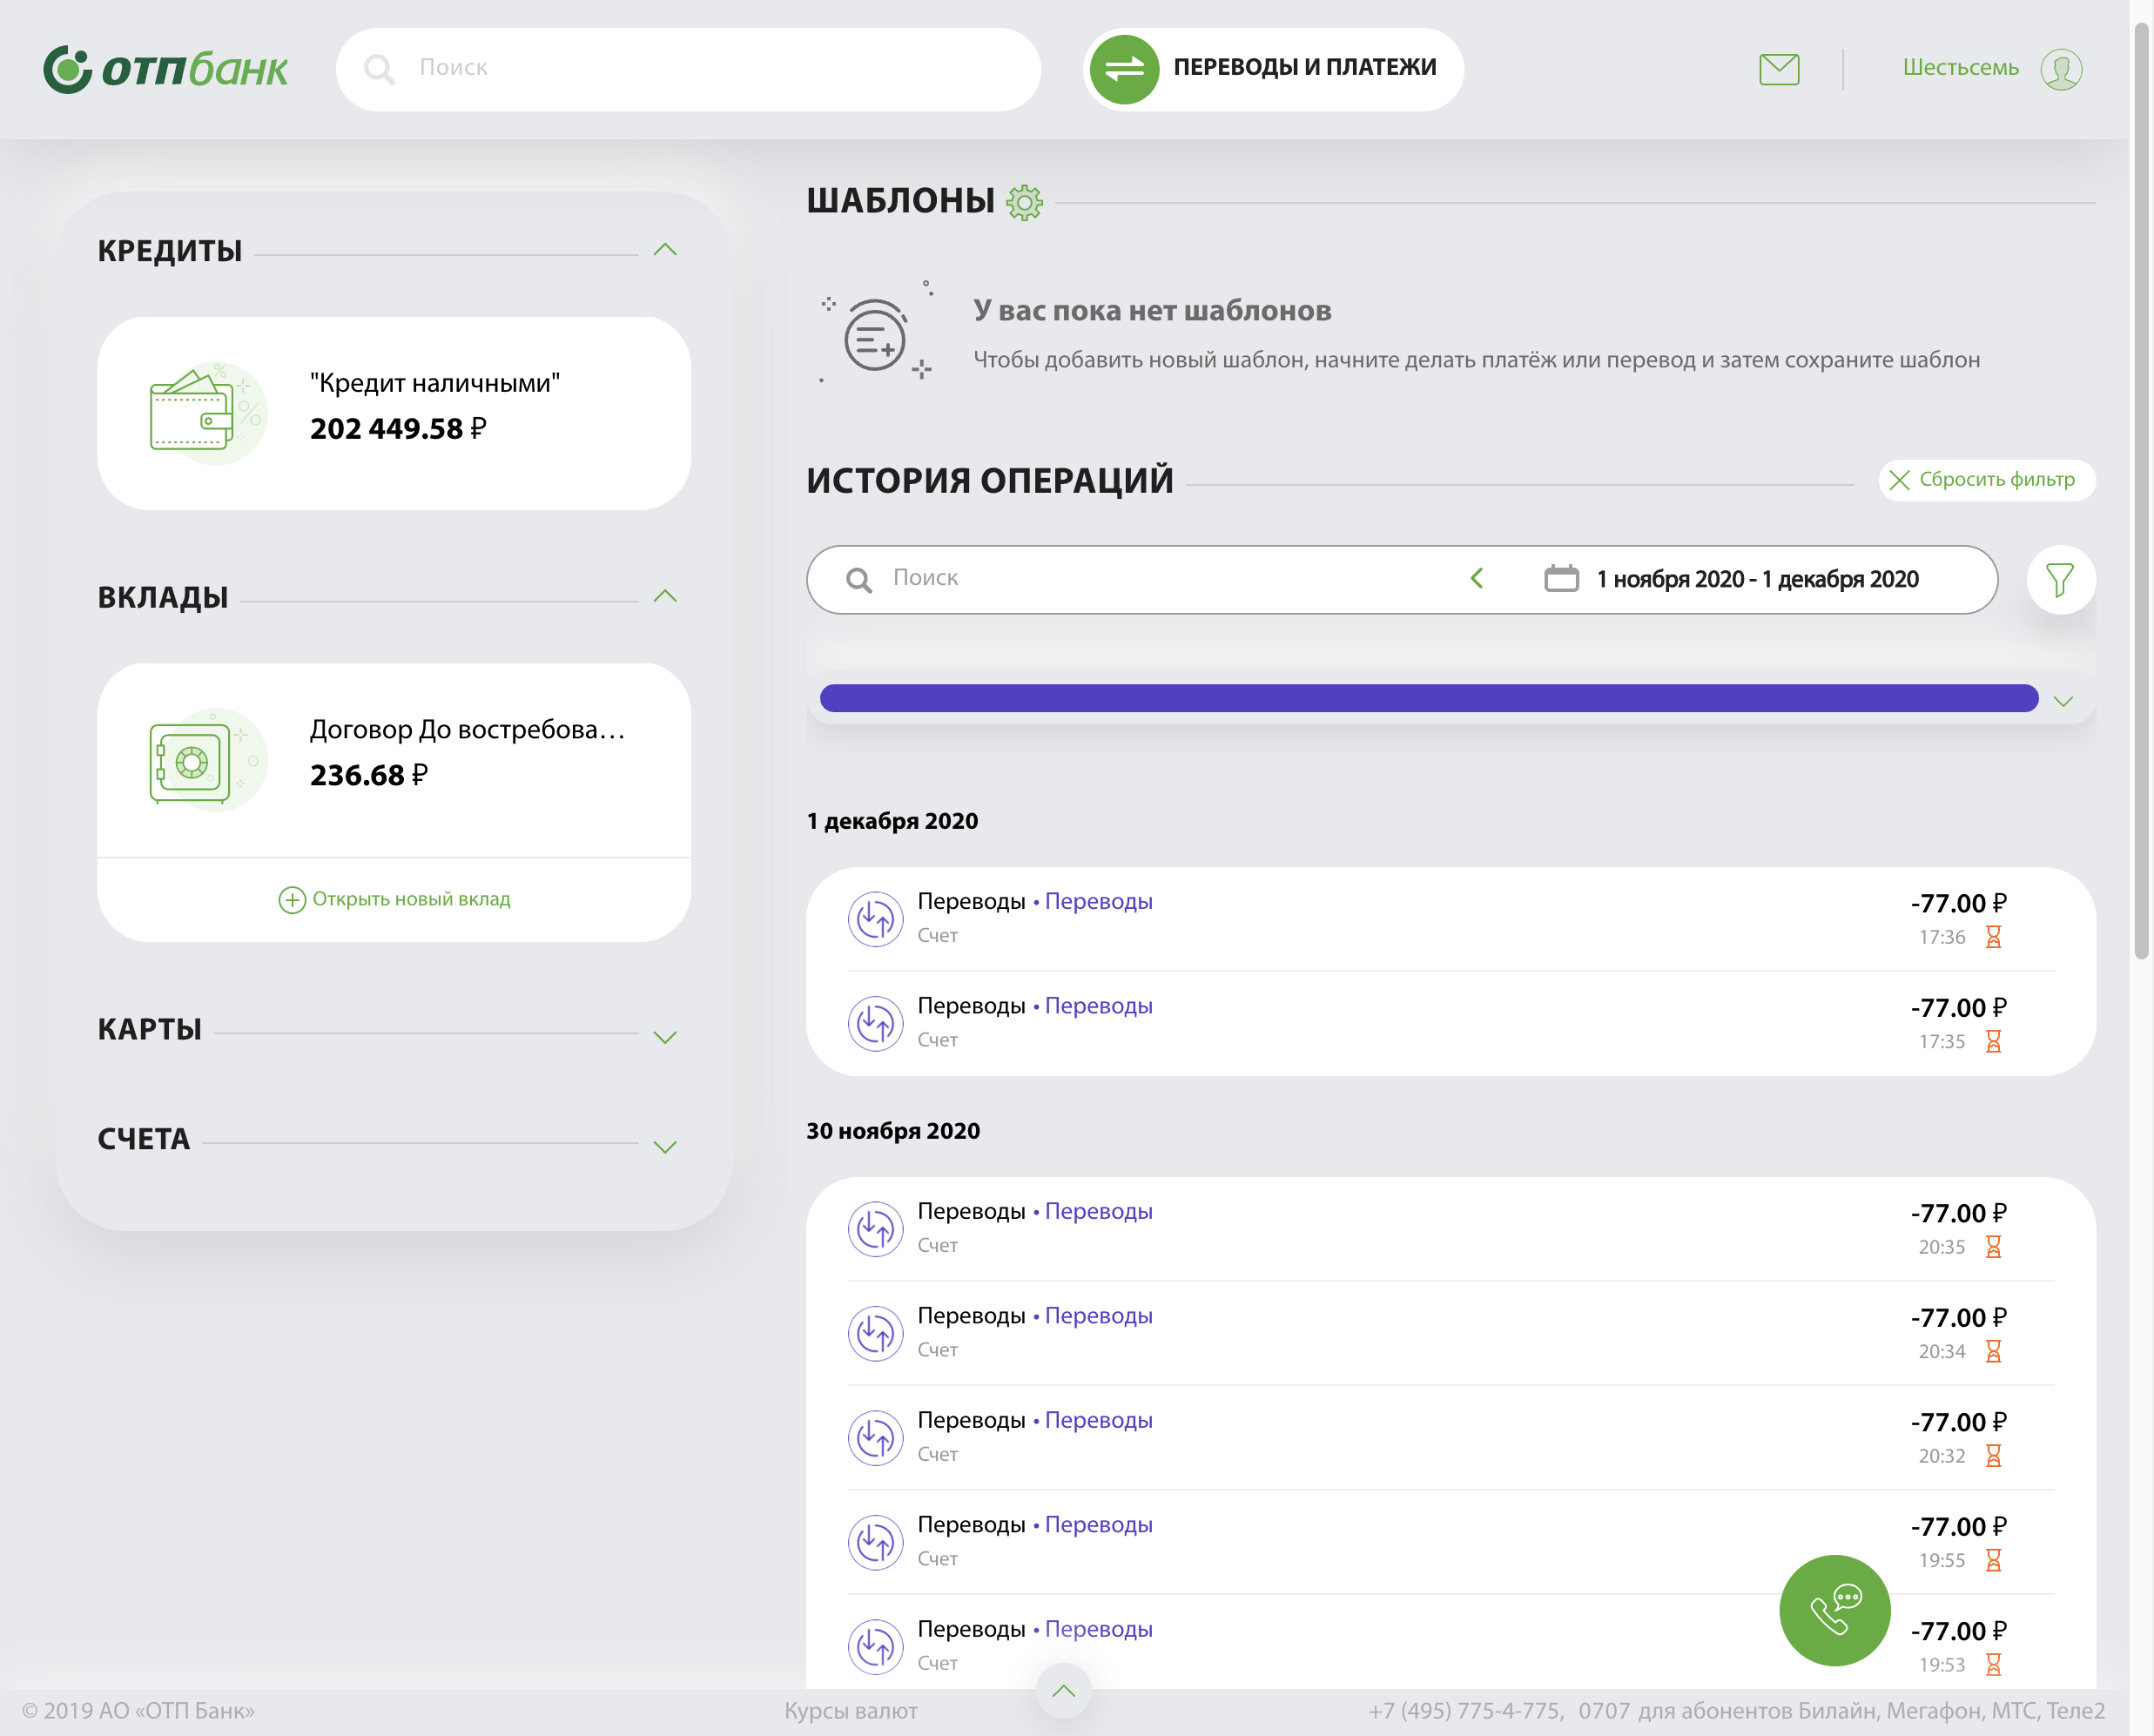 ОТПбанк
Поиск
ПЕРЕВОДЫ И ПЛАТЕЖИ
Шестьсемь
КРЕДИТЫ
"Кредит наличными"
202 449.58 ₽
ВКЛАДЫ
Договор До востребова...
236.68 ₽
Открыть новый вклад
КАРТЫ
СЧЕТА
ШАБЛОНЫ
У вас пока нет шаблонов
Чтобы добавить новый шаблон, начните делать платёж или перевод и затем сохраните шаблон
ИСТОРИЯ ОПЕРАЦИЙ
Сбросить фильтр
Поиск
1 ноября 2020 - 1 декабря 2020
1 декабря 2020
Переводы • Переводы
-77.00 ₽
Счет
17:36
Переводы • Переводы
-77.00 ₽
Счет
17:35
30 ноября 2020
Переводы • Переводы
-77.00 ₽
Счет
20:35
Переводы • Переводы
-77.00 ₽
Счет
20:34
Переводы • Переводы
-77.00 ₽
Счет
20:32
Переводы • Переводы
-77.00 ₽
Счет
19:55
Переводы • Переводы
-77.00 ₽
Счет
19:53
© 2019 АО «ОТП Банк»
Курсы валют
+7 (495) 775-4-775, 0707 для абонентов Билайн, Мегафон, МТС, Теле2